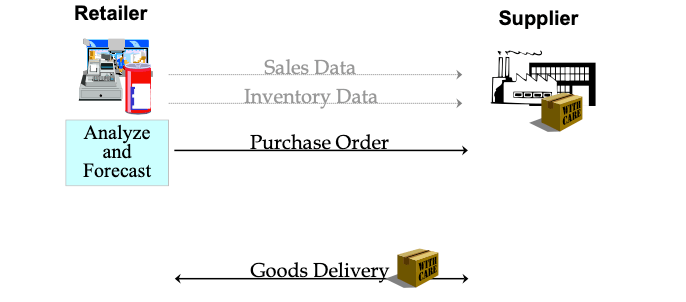 Retailer
Supplier
Sales Data
Inventory Data
WITH
CARE
Analyze
and
Forecast
Purchase Order
Goods Delivery
WITH
CARE